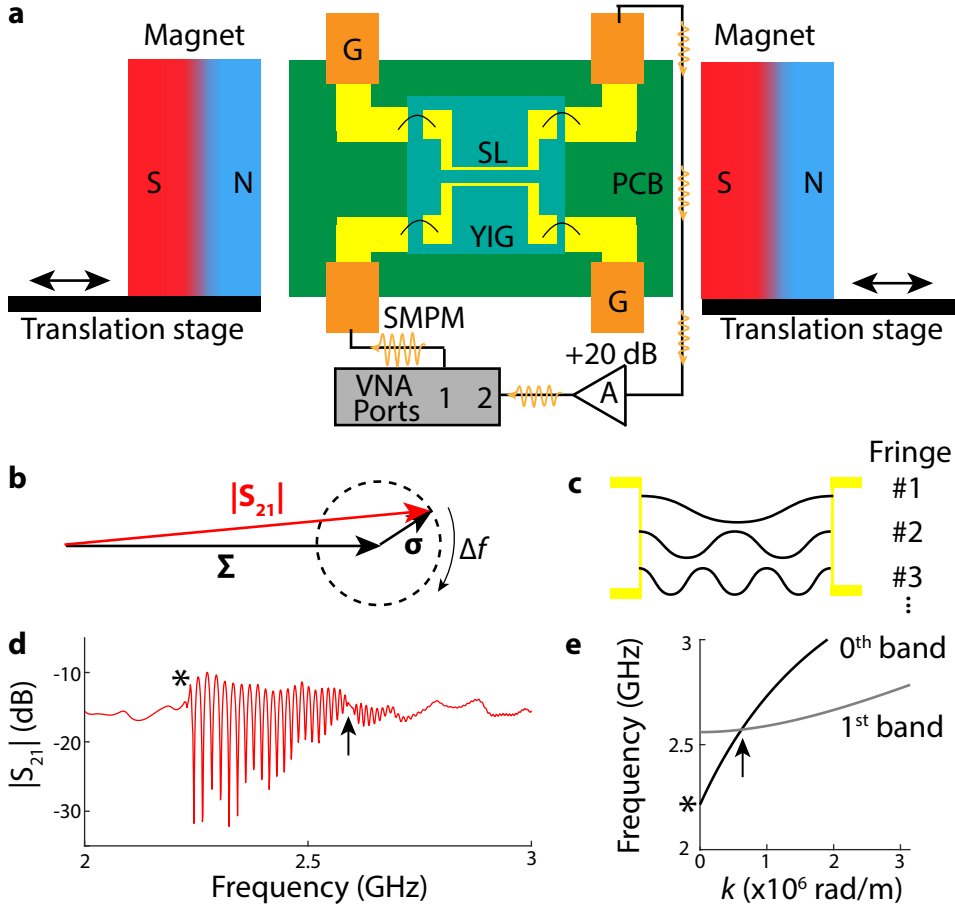 a
Magnet
G
Magnet
S
N
SL
PCB
S
N
YIG
G
Translation stage
SMPM
+20 dB
Translation stage
VNA
Ports
1
2
A
b
|S₂₁|
Σ
σ
Δf
c
Fringe
#1
#2
#3
...
d
|S₂₁| (dB)
-10
-20
-30
*
2
2.5
3
Frequency (GHz)
e
Frequency (GHz)
3
2.5
2
0th band
1st band
*
0
1
2
3
k (x10⁶ rad/m)